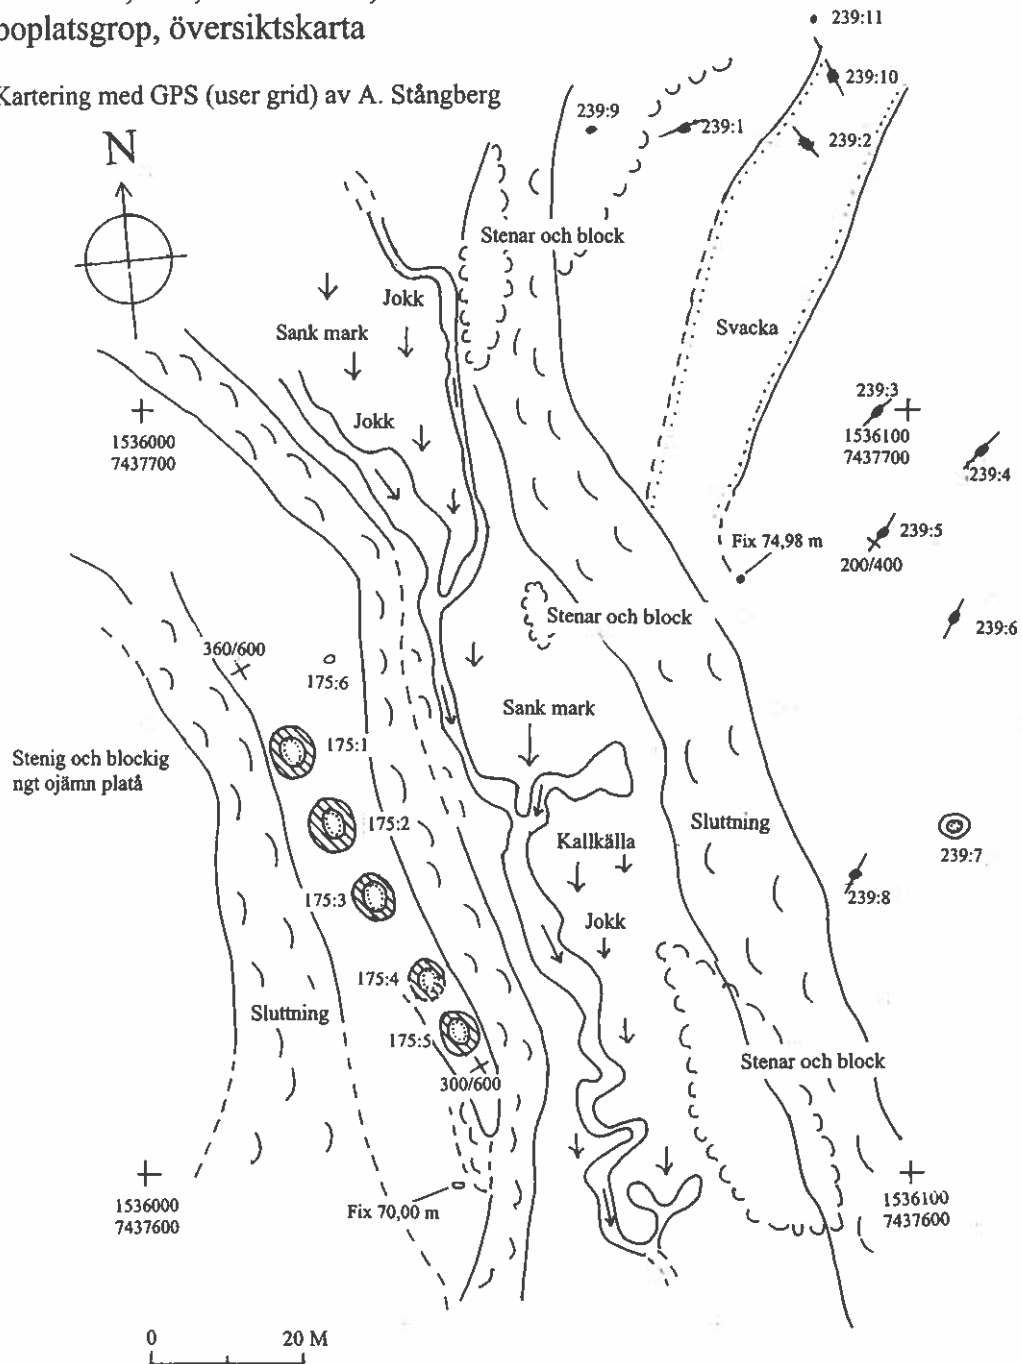 boplatsgrop, översiktskarta
Kartering med GPS (user grid) av A. Stångberg
N
239:11
239:10
239:9
239:1
239:2
Stenar och block
Jokk
Sank mark
Svacka
Jokk
239:3
1536000
7437700
1536100
7437700
239:4
239:5
Fix 74,98 m
200/400
Stenar och block
239:6
360/600
175:6
Sank mark
175:1
Stenig och blockig
ngt ojämn platå
175:2
Sluttning
Kallkälla
239:7
175:3
239:8
Jokk
175:4
Sluttning
175:5
Stenar och block
300/600
1536000
7437600
Fix 70,00 m
1536100
7437600
0 20 M